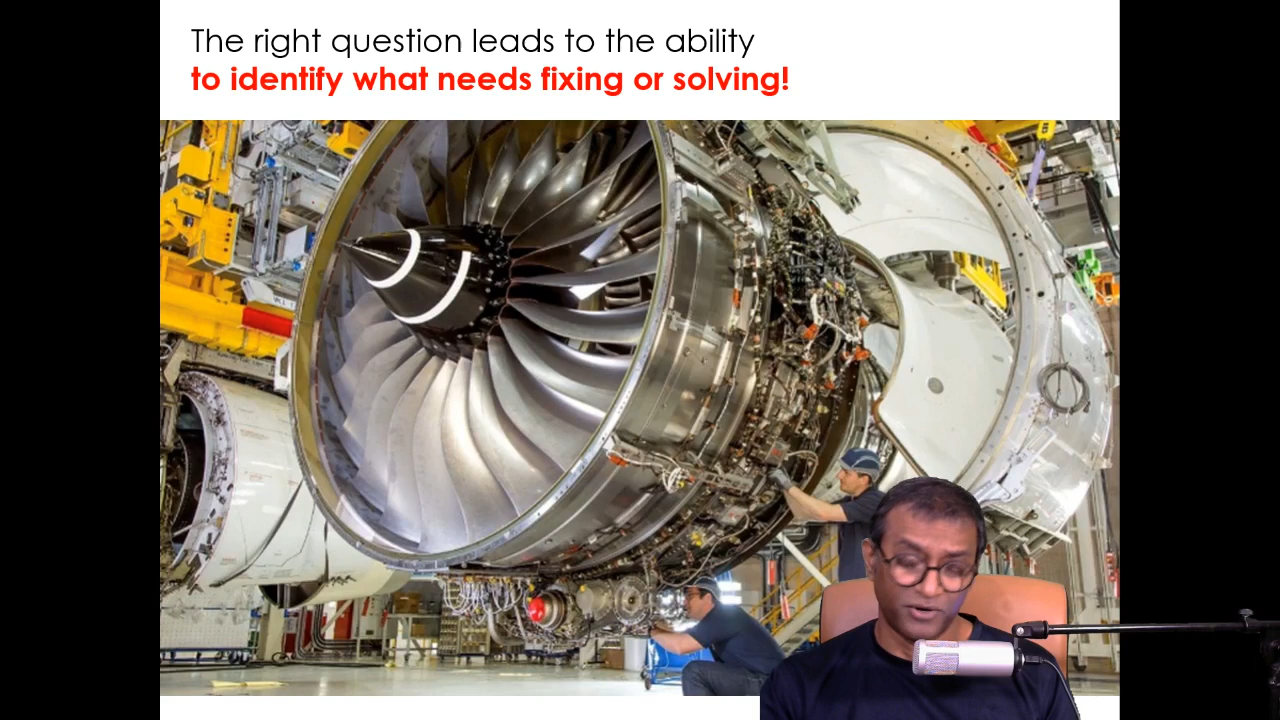 The right question leads to the ability
to identify what needs fixing or solving!